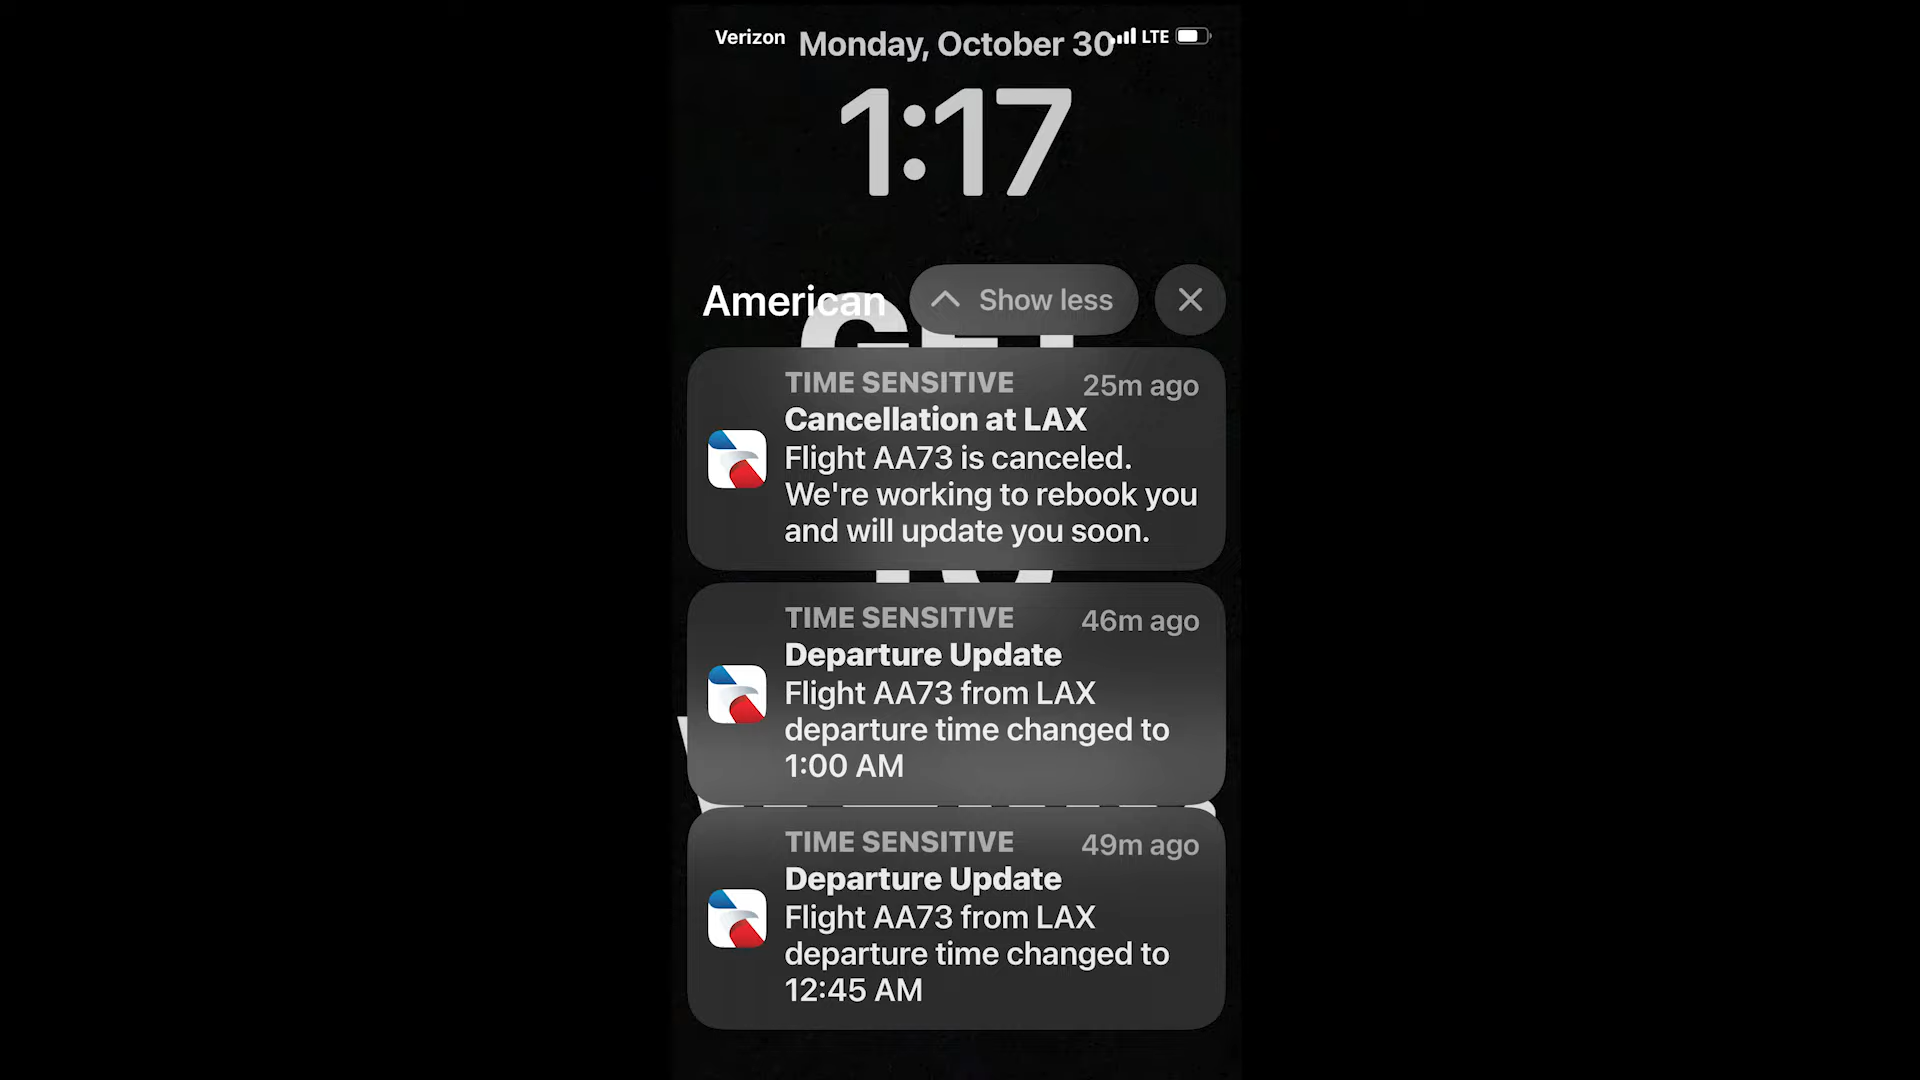 Verizon Monday, October 30 LTE
1:17
American Show less
GET
TIME SENSITIVE 25m ago
Cancellation at LAX
Flight AA73 is canceled.
We're working to rebook you
and will update you soon.
TO
TIME SENSITIVE 46m ago
Departure Update
Flight AA73 from LAX
departure time changed to
1:00 AM
TIME SENSITIVE 49m ago
Departure Update
Flight AA73 from LAX
departure time changed to
12:45 AM